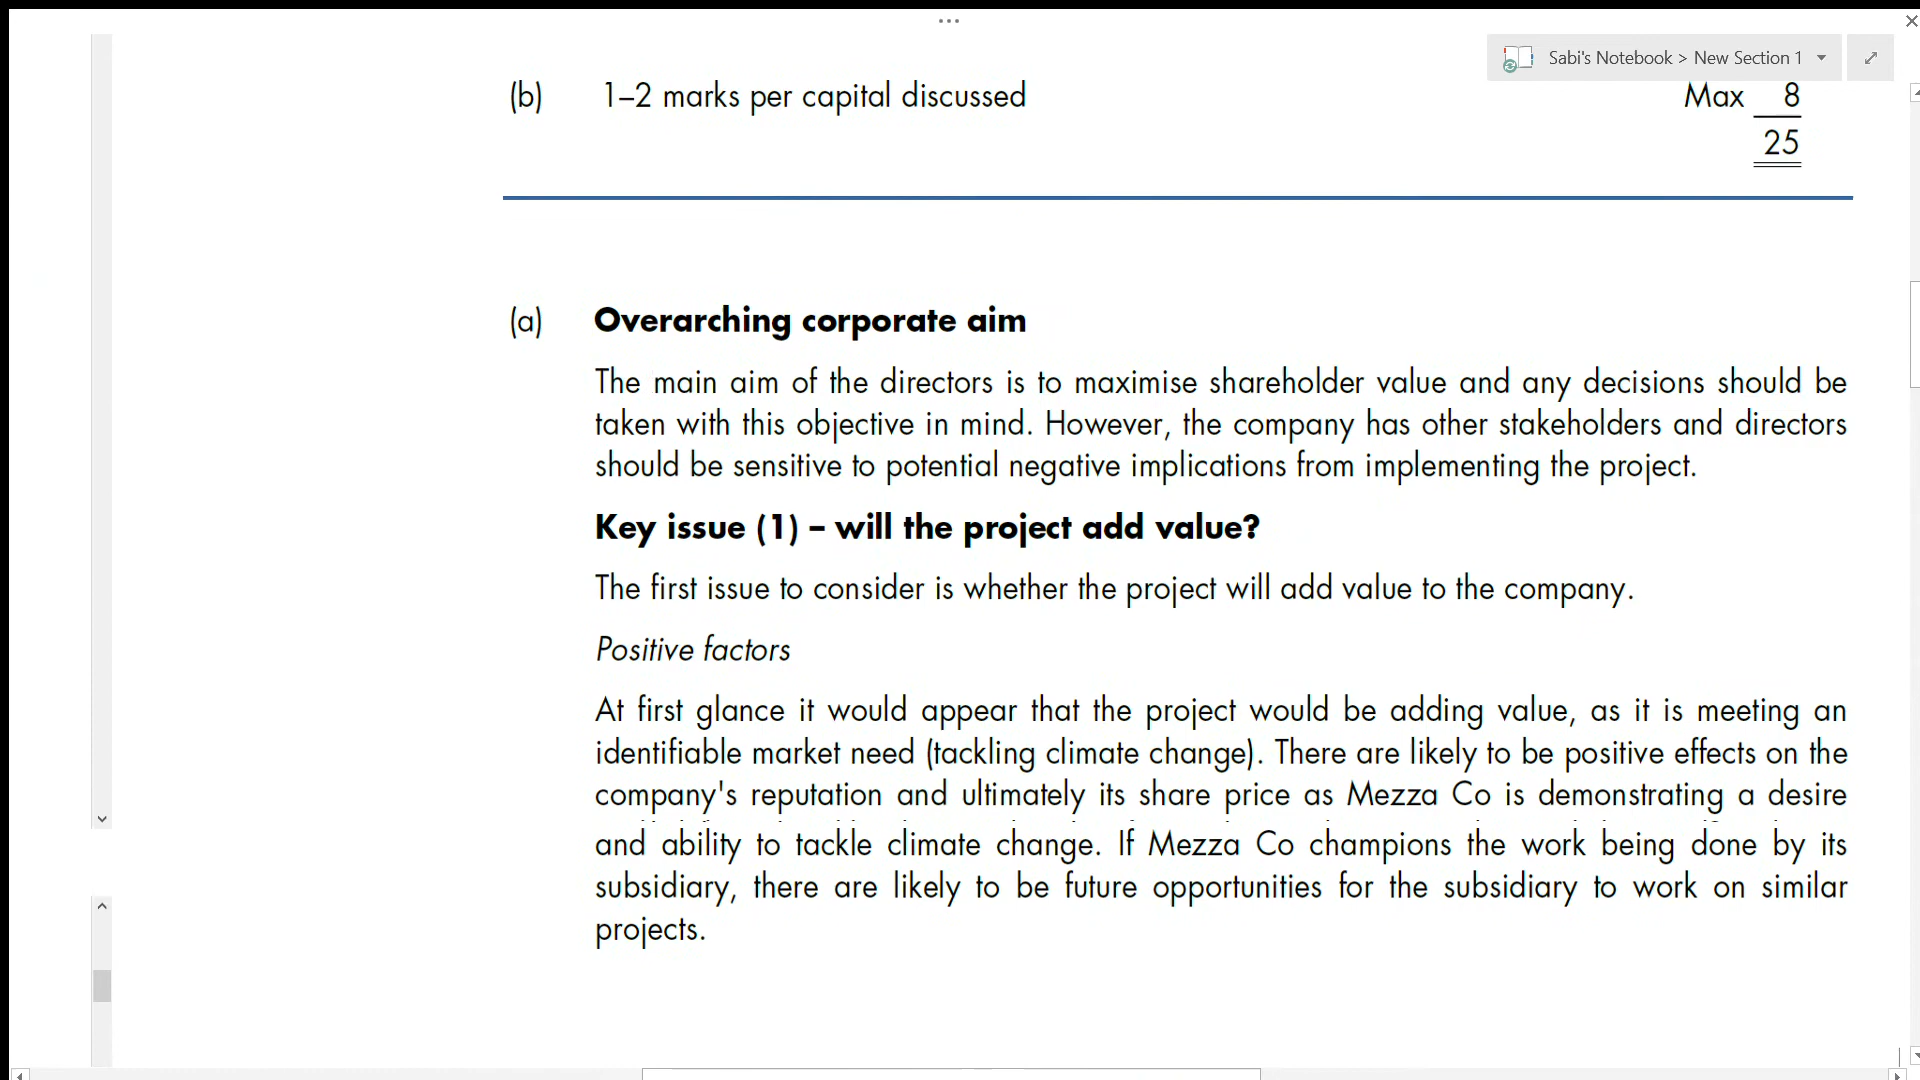 ...
Sabi's Notebook > New Section 1
(b) 1–2 marks per capital discussed Max 8
25
(a) Overarching corporate aim
The main aim of the directors is to maximise shareholder value and any decisions should be
taken with this objective in mind. However, the company has other stakeholders and directors
should be sensitive to potential negative implications from implementing the project.
Key issue (1) – will the project add value?
The first issue to consider is whether the project will add value to the company.
Positive factors
At first glance it would appear that the project would be adding value, as it is meeting an
identifiable market need (tackling climate change). There are likely to be positive effects on the
company's reputation and ultimately its share price as Mezza Co is demonstrating a desire
and ability to tackle climate change. If Mezza Co champions the work being done by its
subsidiary, there are likely to be future opportunities for the subsidiary to work on similar
projects.